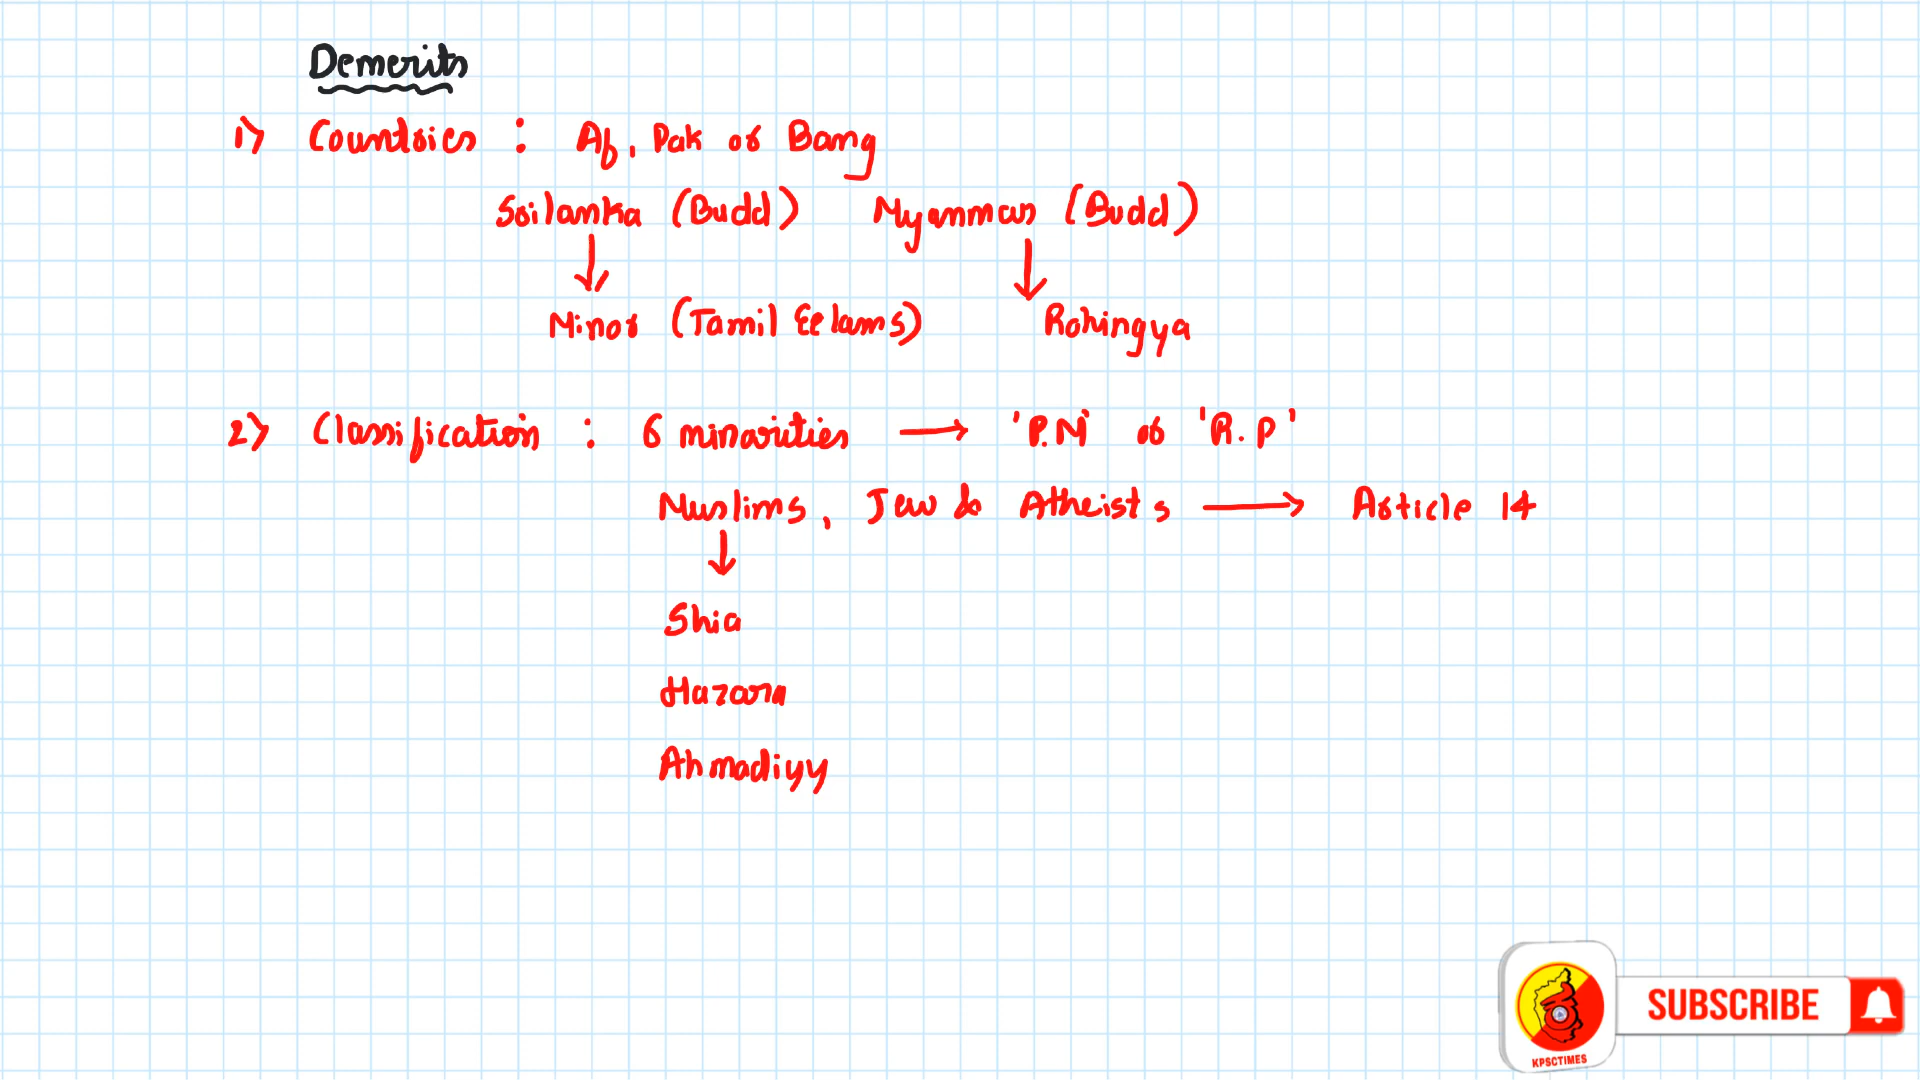 Demerits
1) Countries : Af, Pak or Bang
Srilanka (Budd) Myanmar (Budd)
Minor (Tamil Eelams) Rohingya
2) Classification : 6 minorities → 'P.M' or 'R.P'
Muslims, Jew & Atheists → Article 14
Shia
Hazara
Ahmadiyy
SUBSCRIBE
KPSCTIMES